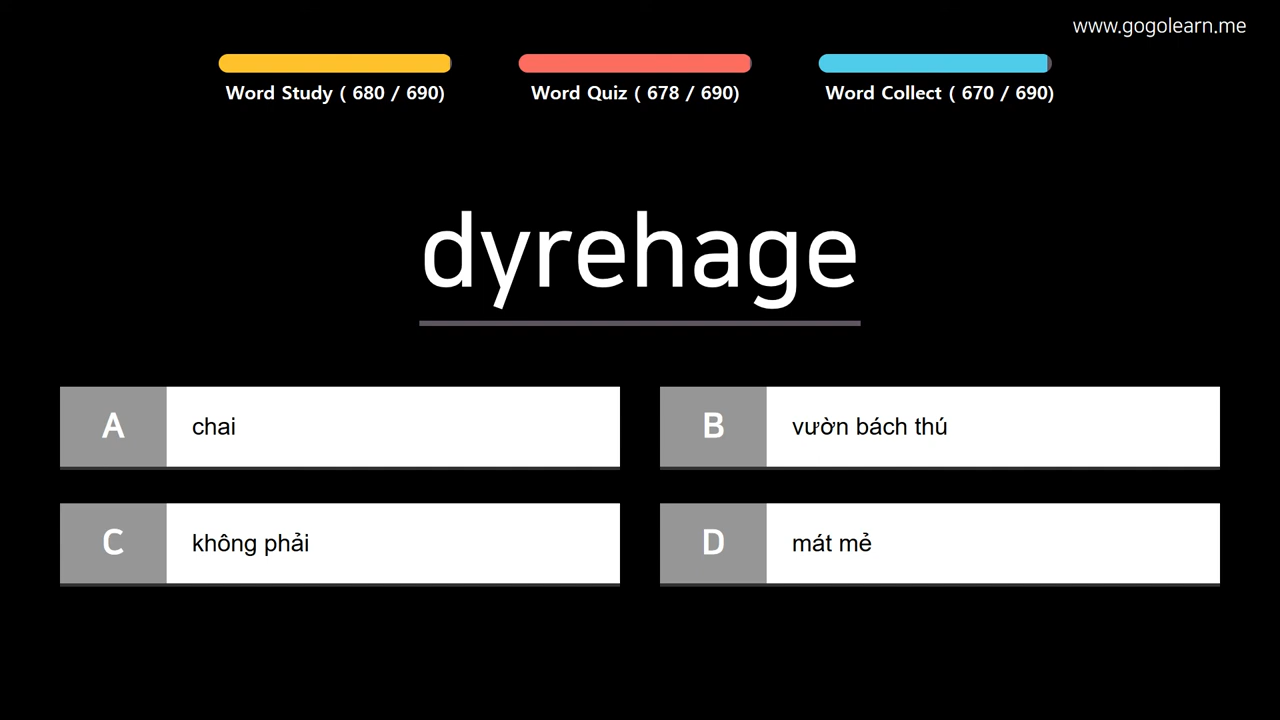 www.gogolearn.me
Word Study ( 680 / 690) Word Quiz ( 678 / 690) Word Collect ( 670 / 690)
dyrehage
A chai
B vườn bách thú
C không phải
D mát mẻ